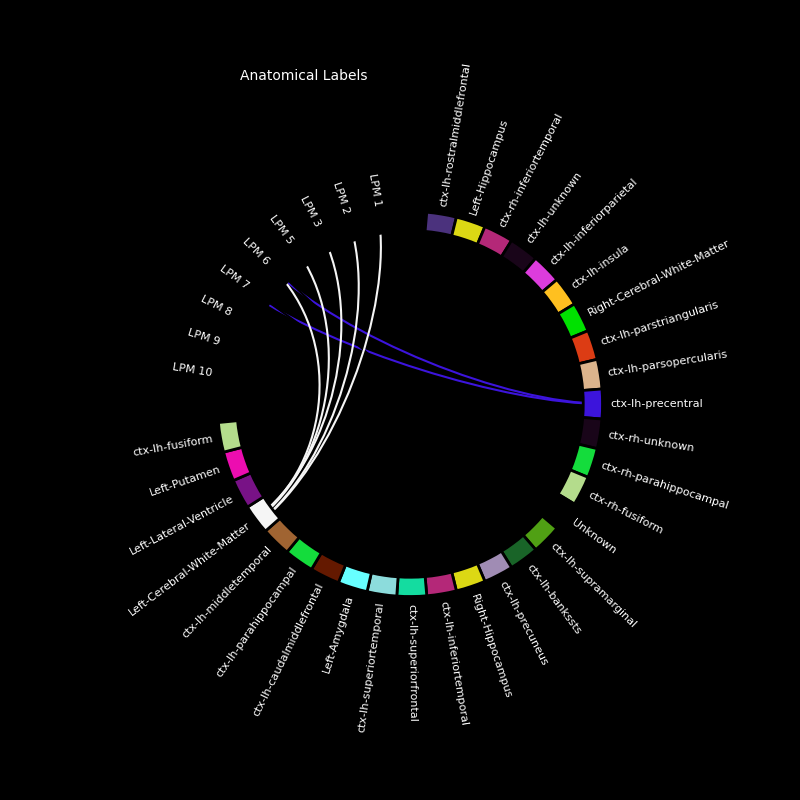 Anatomical Labels
LPM 1
LPM 2
LPM 3
LPM 5
LPM 6
LPM 7
LPM 8
LPM 9
LPM 10
ctx-lh-fusiform
Left-Putamen
Left-Lateral-Ventricle
Left-Cerebral-White-Matter
ctx-lh-middletemporal
ctx-lh-parahippocampal
ctx-lh-caudalmiddlefrontal
Left-Amygdala
ctx-lh-superiortemporal
ctx-lh-superiorfrontal
ctx-lh-inferiortemporal
Right-Hippocampus
ctx-lh-precuneus
ctx-lh-bankssts
ctx-lh-supramarginal
Unknown
ctx-rh-fusiform
ctx-rh-parahippocampal
ctx-rh-unknown
ctx-lh-precentral
ctx-lh-parsopercularis
ctx-lh-parstriangularis
Right-Cerebral-White-Matter
ctx-lh-insula
ctx-lh-inferiorparietal
ctx-lh-unknown
ctx-rh-inferiortemporal
Left-Hippocampus
ctx-lh-rostralmiddlefrontal